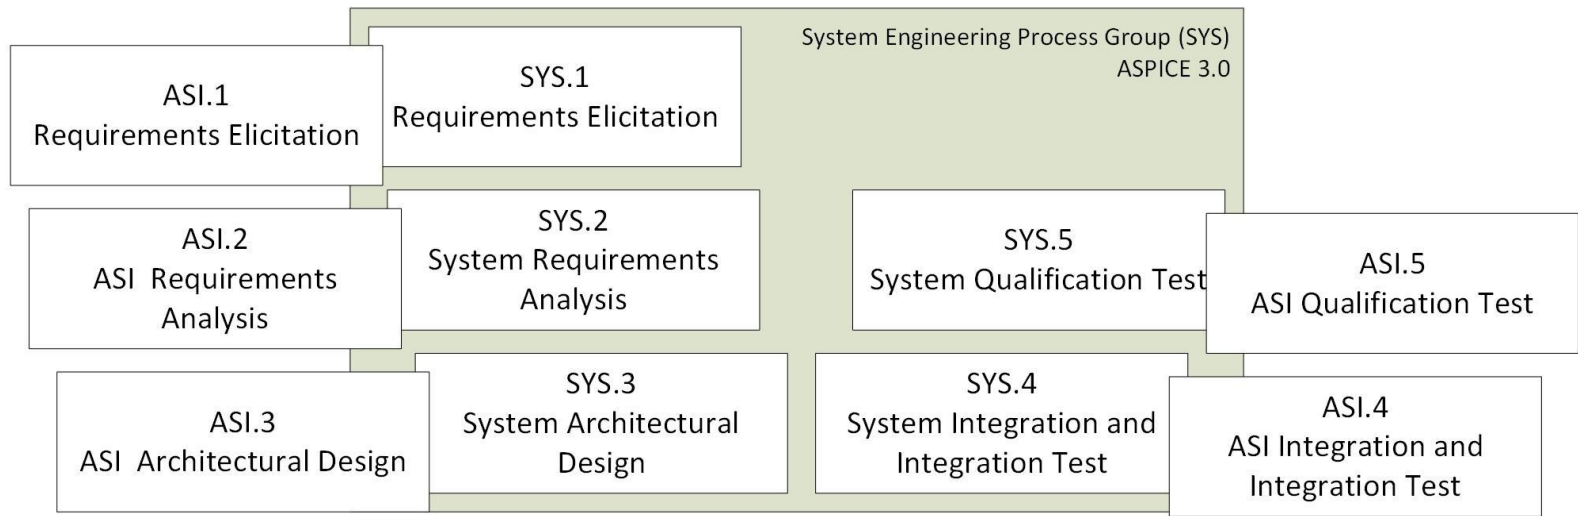 System Engineering Process Group (SYS)
ASPICE 3.0
ASI.1
Requirements Elicitation
SYS.1
Requirements Elicitation
ASI.2
ASI Requirements
Analysis
SYS.2
System Requirements
Analysis
SYS.5
System Qualification Test
ASI.5
ASI Qualification Test
ASI.3
ASI Architectural Design
SYS.3
System Architectural
Design
SYS.4
System Integration and
Integration Test
ASI.4
ASI Integration and
Integration Test